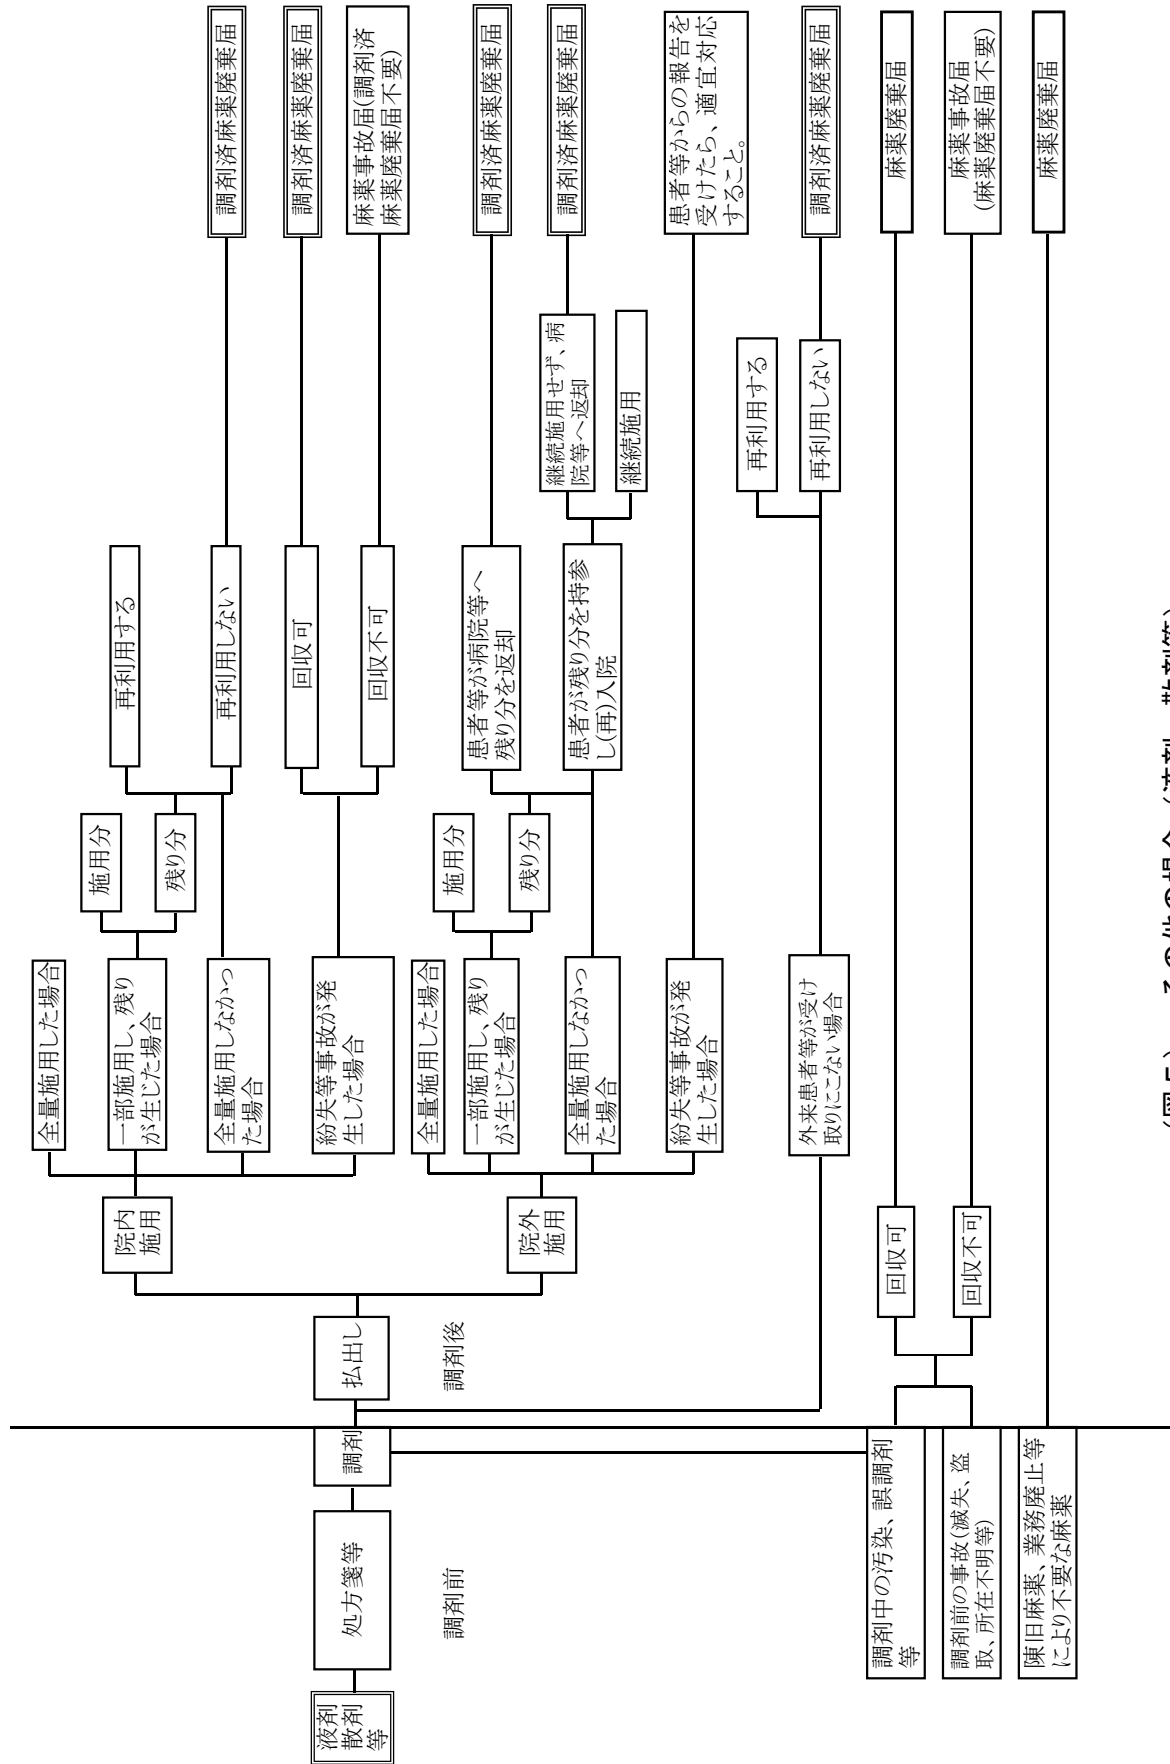 液剤
散剤
等
処方箋等
調剤
払出し
調剤前
調剤後
院内
施用
全量施用した場合
一部施用し、残り
が生じた場合
施用分
残り分
全量施用しなかっ
た場合
再利用する
再利用しない
調剤済麻薬廃棄届
紛失等事故が発
生した場合
回収可
調剤済麻薬廃棄届
回収不可
麻薬事故届(調剤済
麻薬廃棄届不要)
院外
施用
全量施用した場合
一部施用し、残り
が生じた場合
施用分
残り分
全量施用しなかっ
た場合
患者等が病院等へ
残り分を返却
調剤済麻薬廃棄届
患者が残り分を持参
し(再)入院
継続施用せず、病
院等へ返却
調剤済麻薬廃棄届
継続施用
紛失等事故が発
生した場合
患者等からの報告を
受けたら、適宜対応
すること。
外来患者等が受け
取りにこない場合
再利用する
再利用しない
調剤済麻薬廃棄届
調剤中の汚染、誤調剤
等
調剤前の事故(滅失、盗
取、所在不明等)
回収可
麻薬廃棄届
回収不可
麻薬事故届
(麻薬廃棄届不要)
陳旧麻薬、業務廃止等
により不要な麻薬
麻薬廃棄届